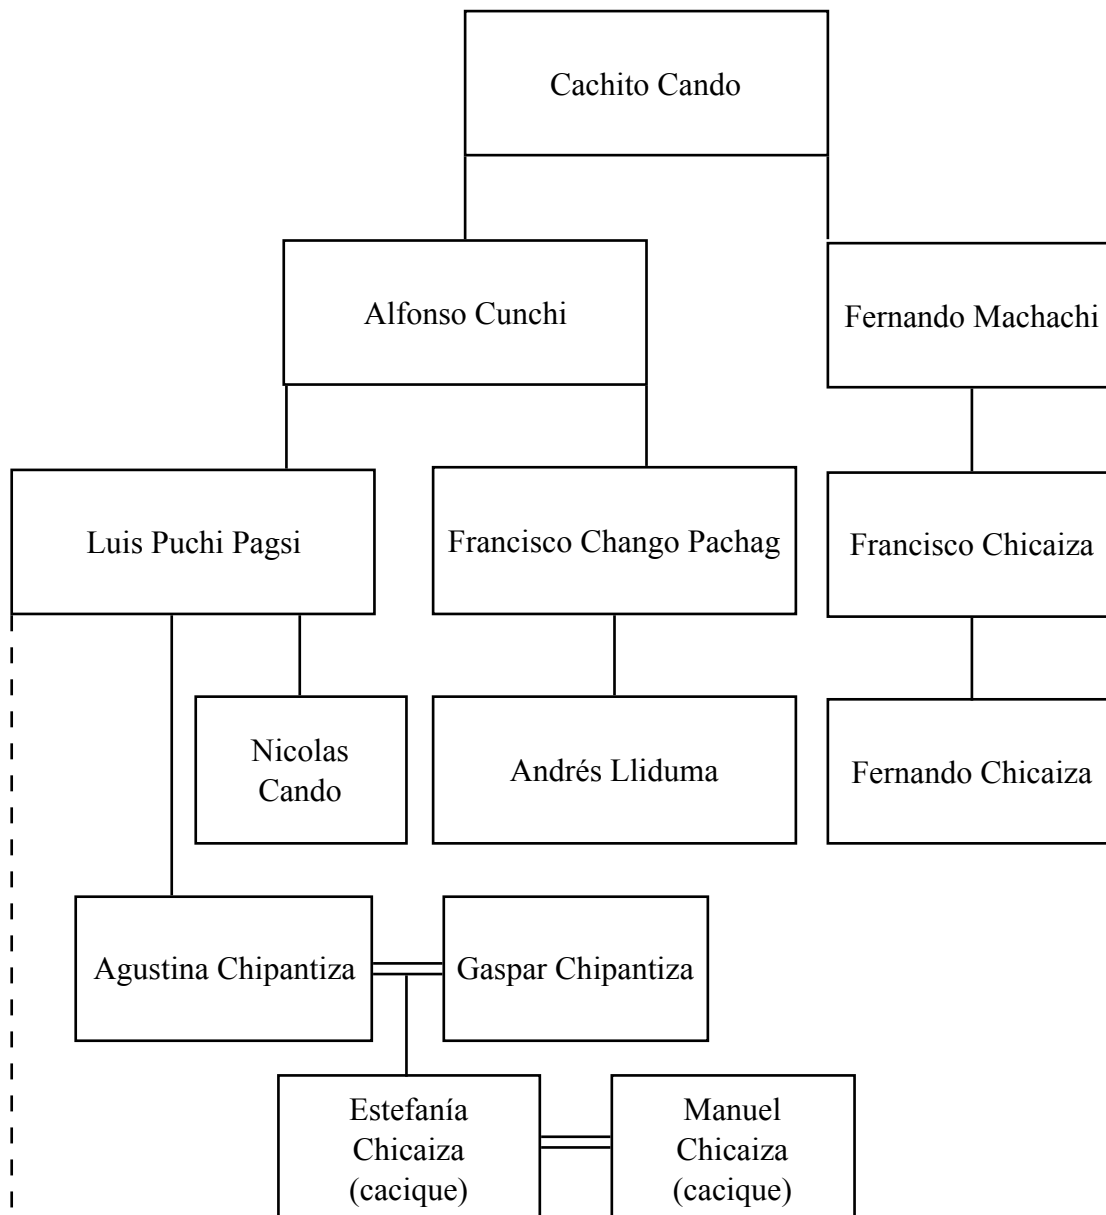 Cachito Cando
Alfonso Cunchi
Fernando Machachi
Luis Puchi Pagsi
Francisco Chango Pachag
Francisco Chicaiza
Nicolas
Cando
Andrés Lliduma
Fernando Chicaiza
Agustina Chipantiza
Gaspar Chipantiza
Estefanía
Chicaiza
(cacique)
Manuel
Chicaiza
(cacique)